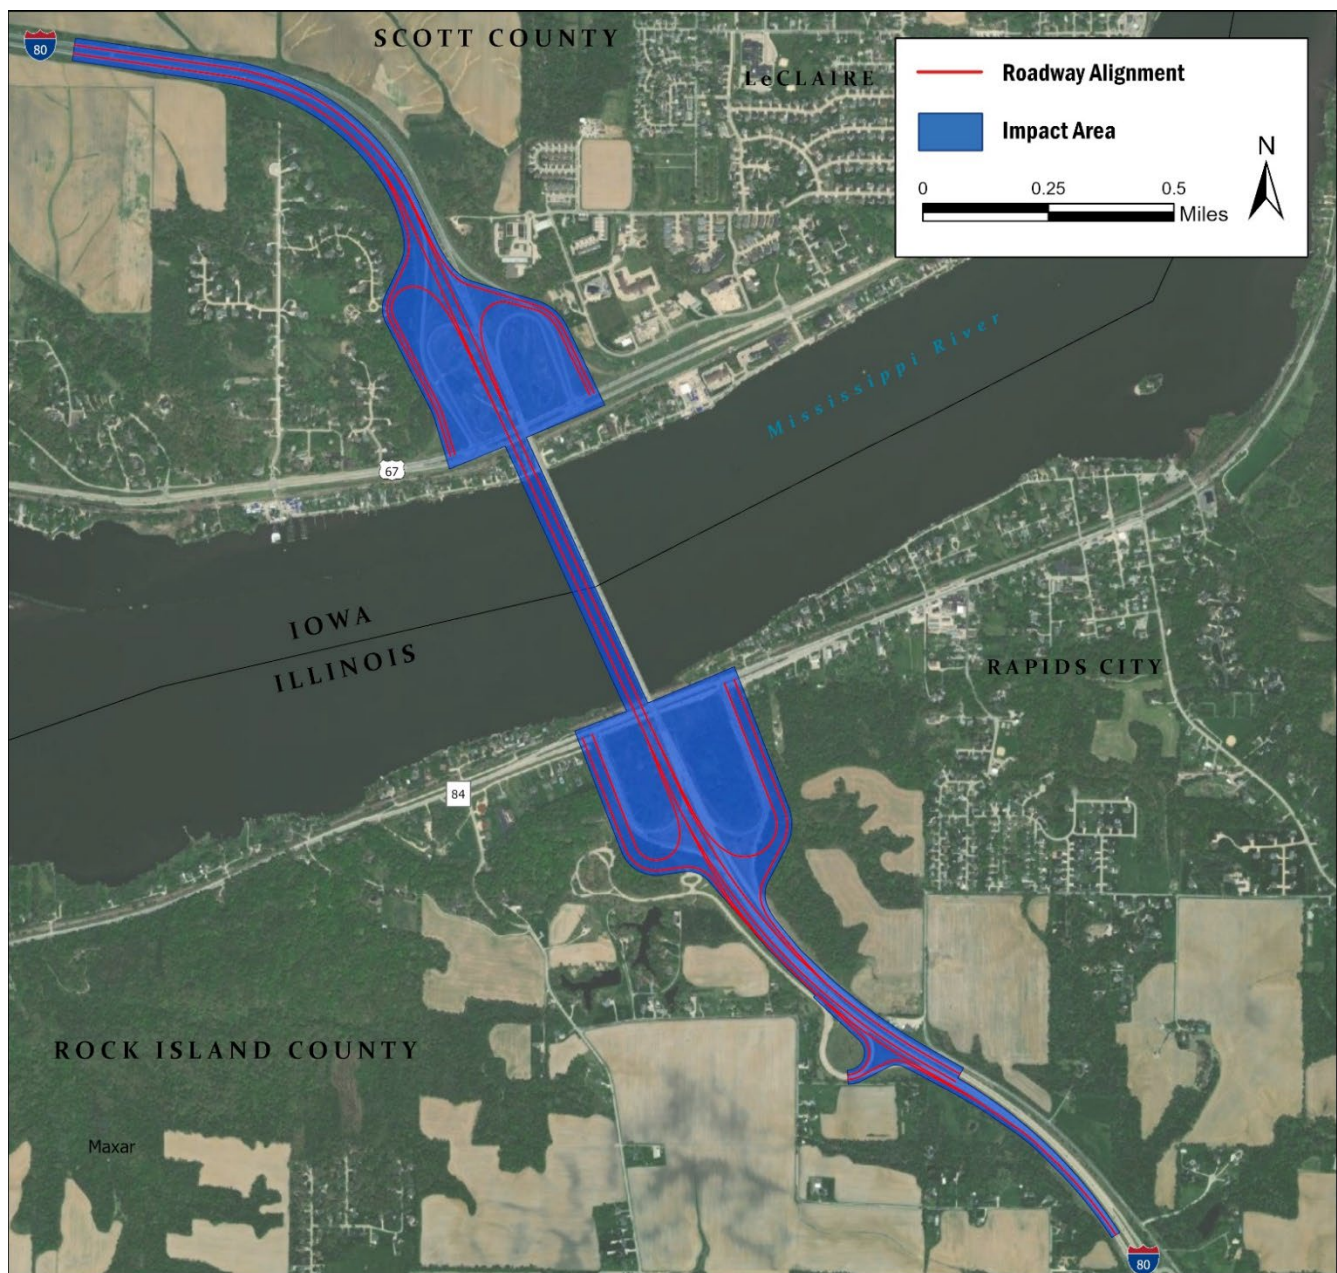 80
SCOTT COUNTY
LeCLAIRE
Roadway Alignment
Impact Area
N
0 0.25 0.5
Miles
Mississippi River
67
IOWA
ILLINOIS
RAPIDS CITY
84
ROCK ISLAND COUNTY
Maxar
80